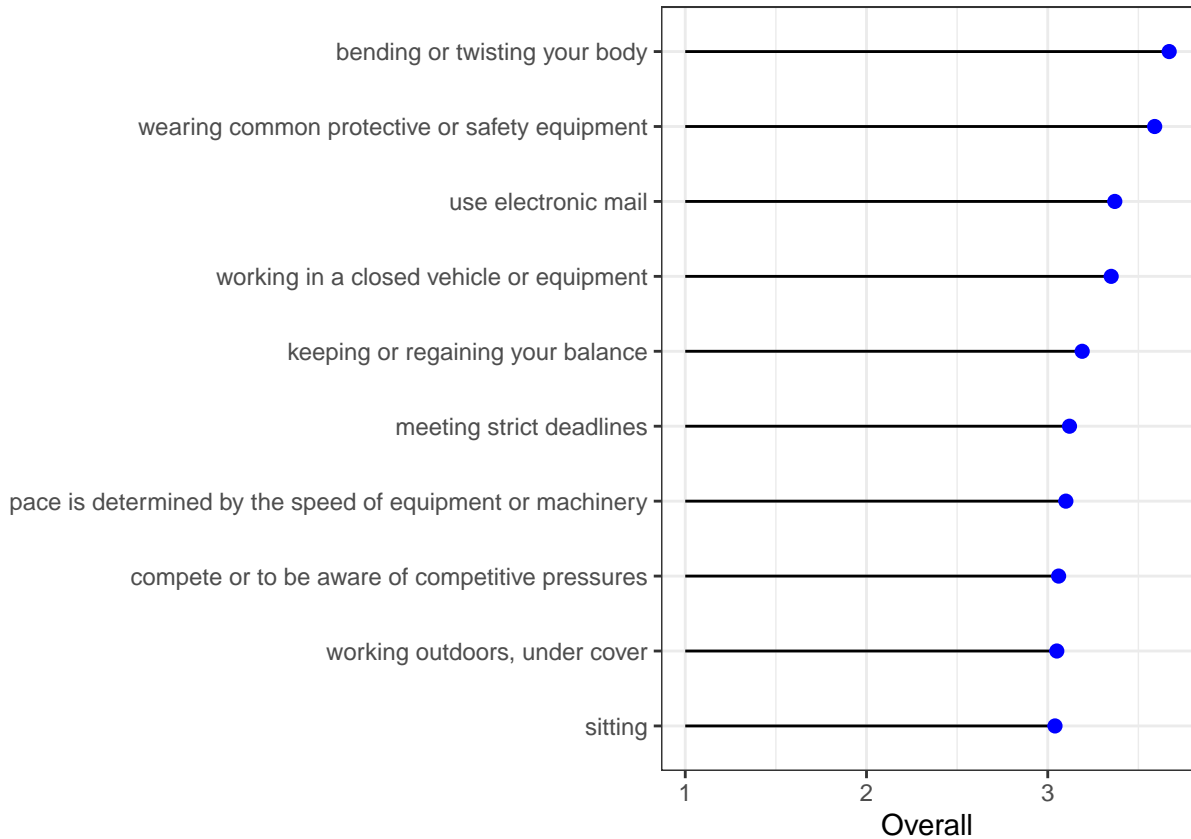 bending or twisting your body
wearing common protective or safety equipment
use electronic mail
working in a closed vehicle or equipment
keeping or regaining your balance
meeting strict deadlines
pace is determined by the speed of equipment or machinery
compete or to be aware of competitive pressures
working outdoors, under cover
sitting
1 2 3
Overall